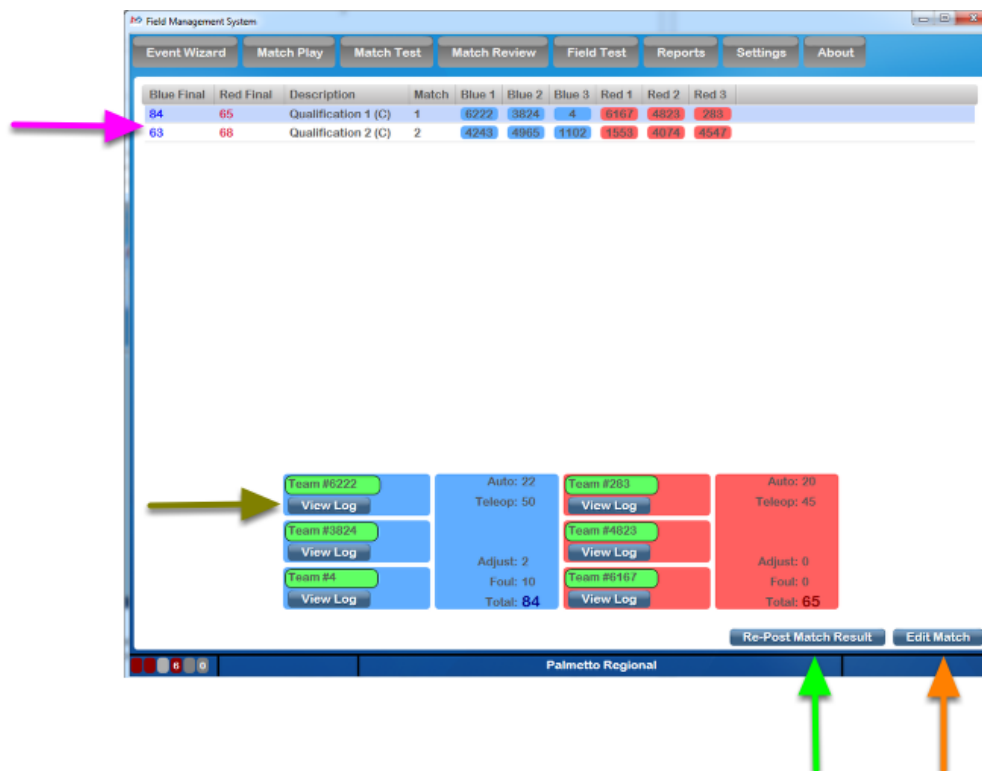 Field Management System
Event Wizard Match Play Match Test Match Review Field Test Reports Settings About
Blue Final Red Final Description Match Blue 1 Blue 2 Blue 3 Red 1 Red 2 Red 3
84 65 Qualification 1 (C) 1 6222 3824 4 6167 4823 283
63 68 Qualification 2 (C) 2 4243 4965 1102 1553 4074 4547
Team #6222 Auto: 22 Team #283 Auto: 20
View Log Teleop: 50 View Log Teleop: 45
Team #3824 Team #4823
View Log Adjust: 2 View Log Adjust: 0
Team #4 Foul: 10 Team #6167 Foul: 0
View Log Total: 84 View Log Total: 65
Re-Post Match Result Edit Match
6 0 Palmetto Regional